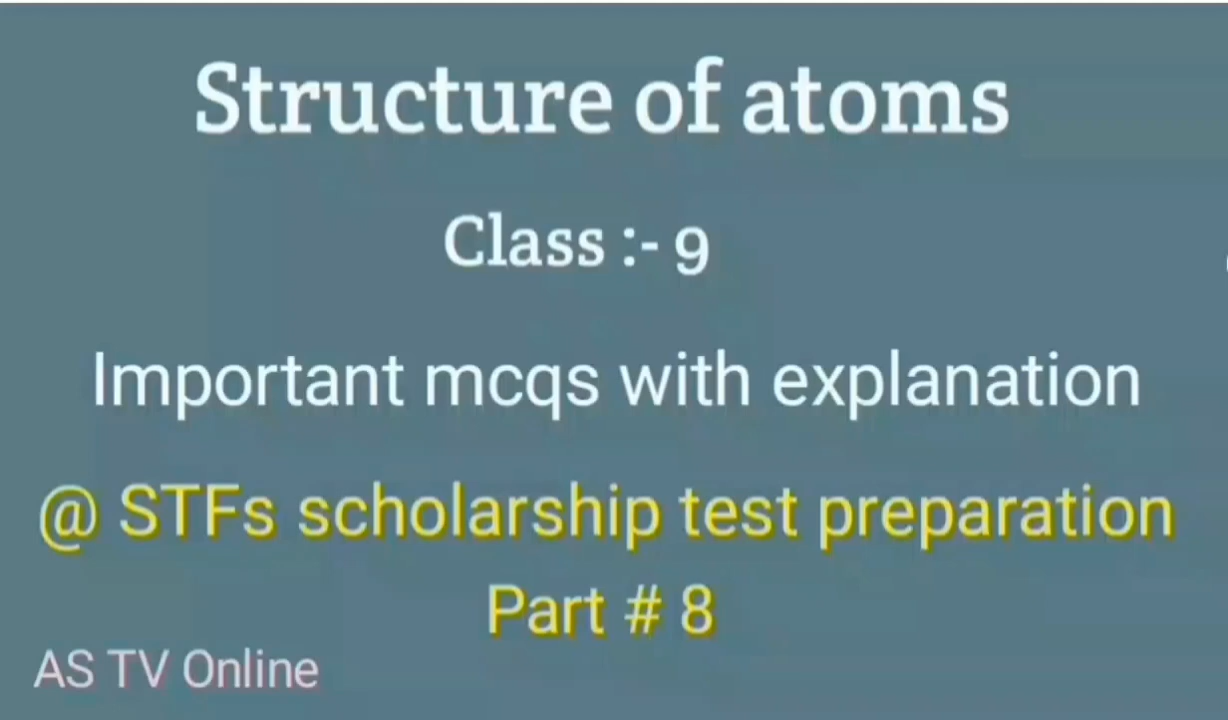 Structure of atoms
Class :- 9
Important mcqs with explanation
@ STFs scholarship test preparation
Part # 8
AS TV Online